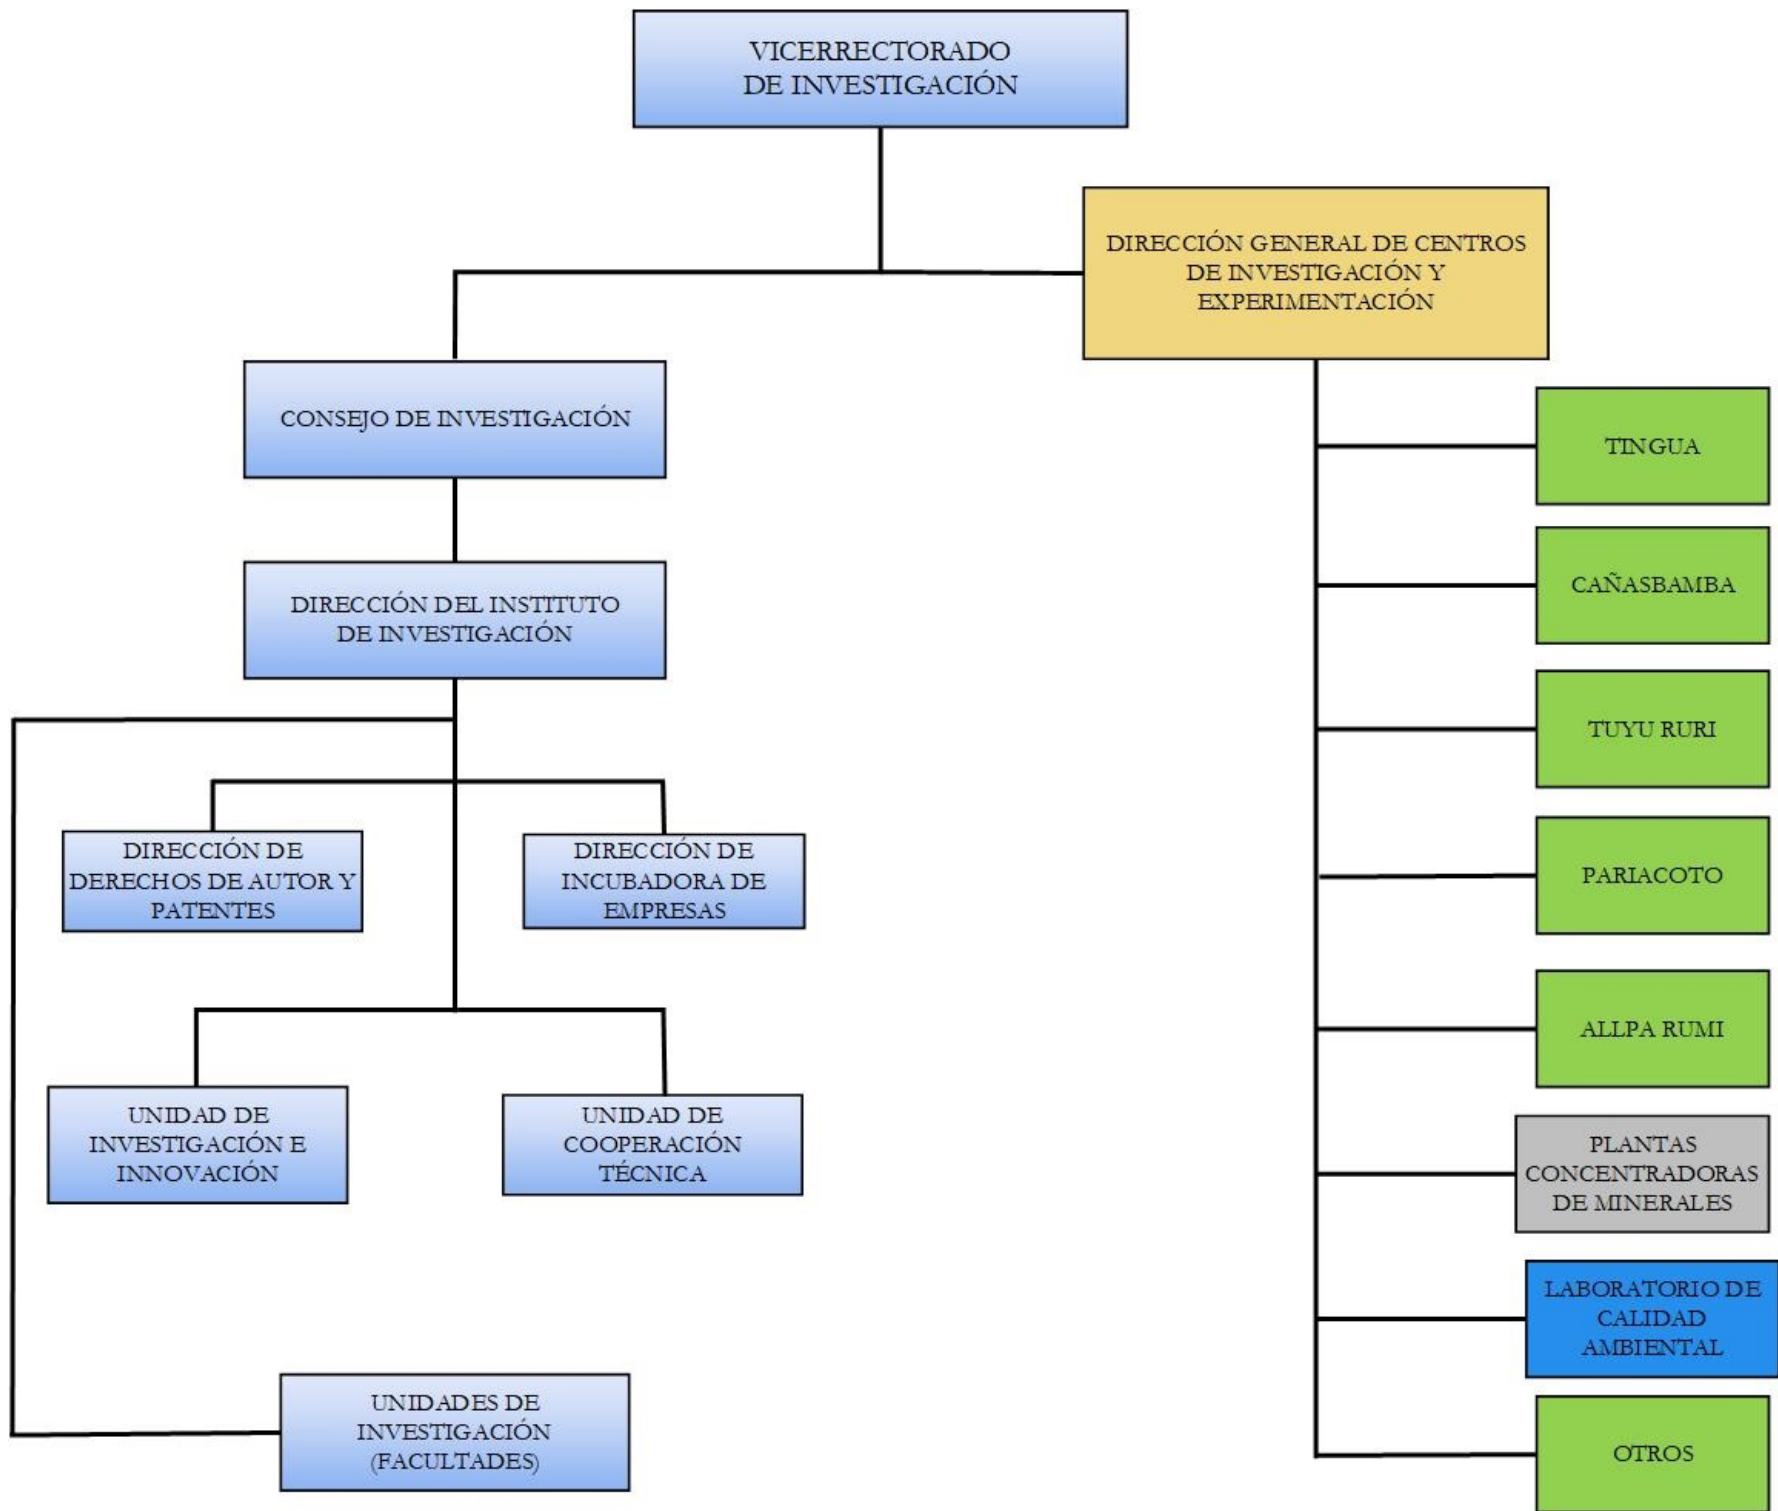 VICERRECTORADO
DE INVESTIGACIÓN
DIRECCIÓN GENERAL DE CENTROS
DE INVESTIGACIÓN Y
EXPERIMENTACIÓN
CONSEJO DE INVESTIGACIÓN
DIRECCIÓN DEL INSTITUTO
DE INVESTIGACIÓN
DIRECCIÓN DE
DERECHOS DE AUTOR Y
PATENTES
DIRECCIÓN DE
INCUBADORA DE
EMPRESAS
UNIDAD DE
INVESTIGACIÓN E
INNOVACIÓN
UNIDAD DE
COOPERACIÓN
TÉCNICA
UNIDADES DE
INVESTIGACIÓN
(FACULTADES)
TINGUA
CAÑASBAMBA
TUYU RURI
PARIACOTO
ALLPA RUMI
PLANTAS
CONCENTRADORAS
DE MINERALES
LABORATORIO DE
CALIDAD
AMBIENTAL
OTROS